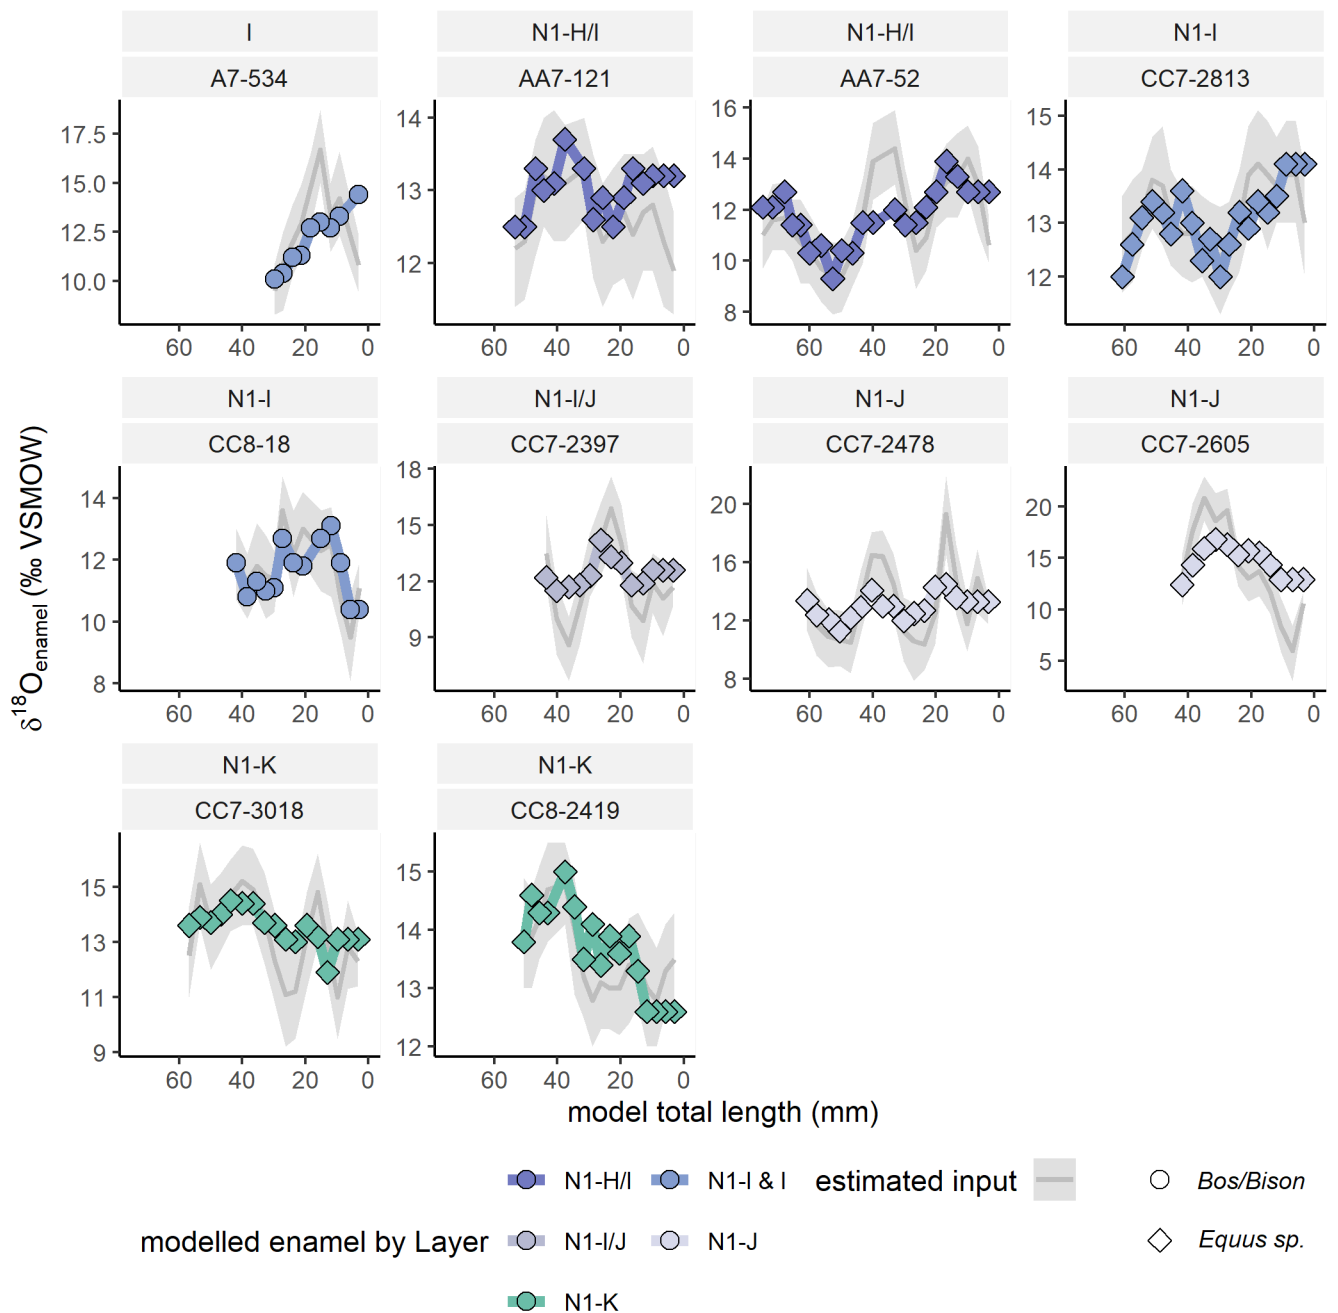 I N1-H/I N1-H/I N1-I
A7-534 AA7-121 AA7-52 CC7-2813
17.5 15.0 12.5 10.0
14 13 12
16 14 12 10 8
15 14 13 12
60 40 20 0 60 40 20 0 60 40 20 0 60 40 20 0
N1-I N1-I/J N1-J N1-J
CC8-18 CC7-2397 CC7-2478 CC7-2605
14 12 10 8
18 15 12 9
20 16 12 8
20 15 10 5
60 40 20 0 60 40 20 0 60 40 20 0 60 40 20 0
N1-K N1-K
CC7-3018 CC8-2419
15 13 11 9
15 14 13 12
60 40 20 0 60 40 20 0
δ18Oenamel (‰ VSMOW)
model total length (mm)
modelled enamel by Layer
N1-H/I N1-I & I
N1-I/J N1-J
N1-K
estimated input
Bos/Bison
Equus sp.